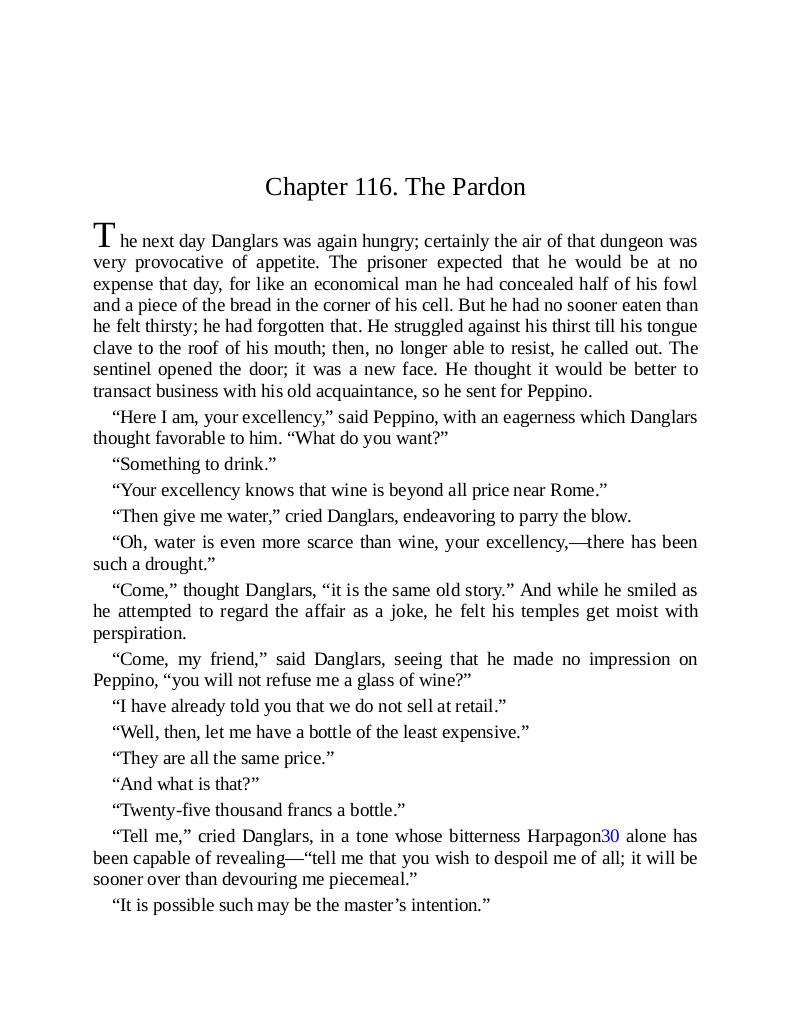 Chapter 116. The Pardon
The next day Danglars was again hungry; certainly the air of that dungeon was
very provocative of appetite. The prisoner expected that he would be at no
expense that day, for like an economical man he had concealed half of his fowl
and a piece of the bread in the corner of his cell. But he had no sooner eaten than
he felt thirsty; he had forgotten that. He struggled against his thirst till his tongue
clave to the roof of his mouth; then, no longer able to resist, he called out. The
sentinel opened the door; it was a new face. He thought it would be better to
transact business with his old acquaintance, so he sent for Peppino.
“Here I am, your excellency,” said Peppino, with an eagerness which Danglars
thought favorable to him. “What do you want?”
“Something to drink.”
“Your excellency knows that wine is beyond all price near Rome.”
“Then give me water,” cried Danglars, endeavoring to parry the blow.
“Oh, water is even more scarce than wine, your excellency,—there has been
such a drought.”
“Come,” thought Danglars, “it is the same old story.” And while he smiled as
he attempted to regard the affair as a joke, he felt his temples get moist with
perspiration.
“Come, my friend,” said Danglars, seeing that he made no impression on
Peppino, “you will not refuse me a glass of wine?”
“I have already told you that we do not sell at retail.”
“Well, then, let me have a bottle of the least expensive.”
“They are all the same price.”
“And what is that?”
“Twenty-five thousand francs a bottle.”
“Tell me,” cried Danglars, in a tone whose bitterness Harpagon30 alone has
been capable of revealing—“tell me that you wish to despoil me of all; it will be
sooner over than devouring me piecemeal.”
“It is possible such may be the master’s intention.”